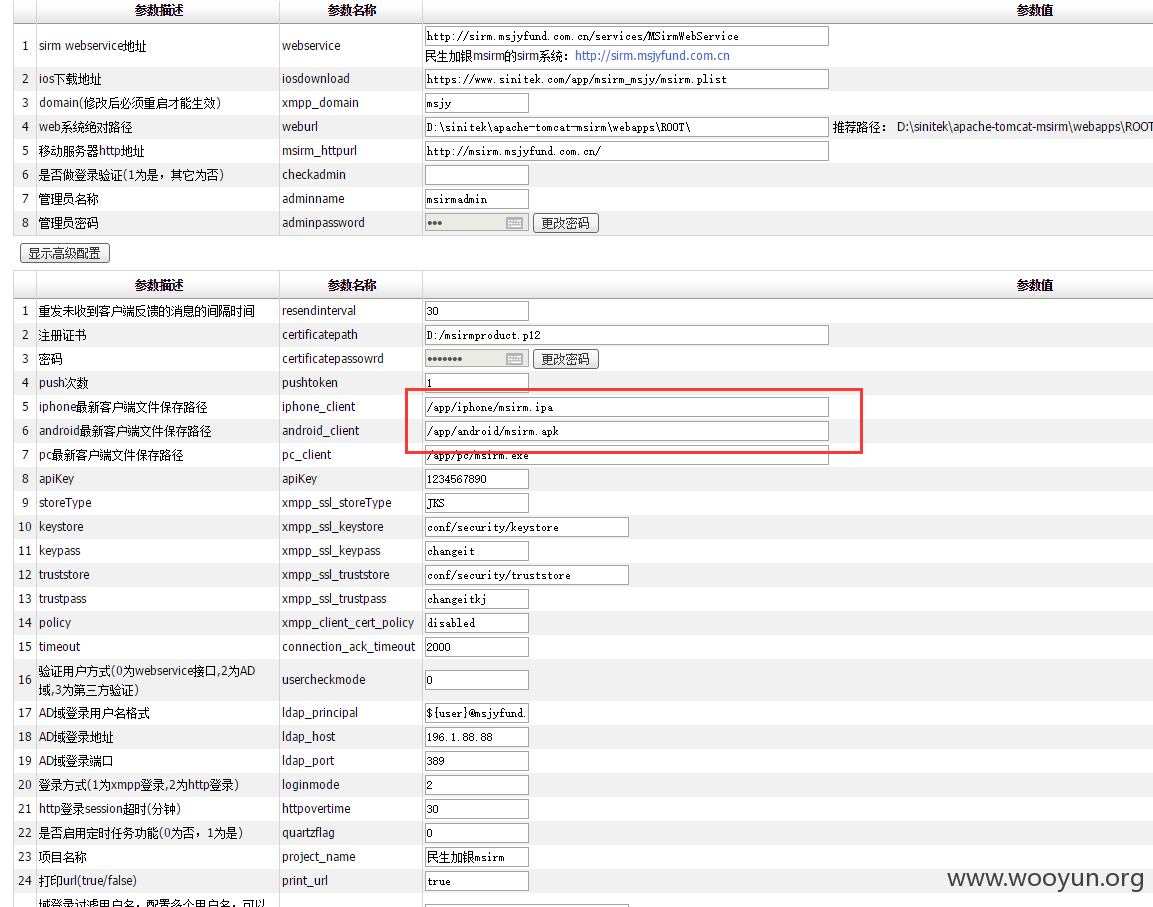 参数描述 参数名称 参数值
1 sirm webservice地址 webservice http://sirm.msjyfund.com.cn/services/MSirmWebService
民生加银msirm的sirm系统：http://sirm.msjyfund.com.cn
2 ios下载地址 iosdownload https://www.sinitek.com/app/msirm_msjy/msirm.plist
3 domain(修改后必须重启才能生效) xmpp_domain msjy
4 web系统绝对路径 weburl D:\sinitek\apache-tomcat-msirm\webapps\ROOT\ 推荐路径： D:\sinitek\apache-tomcat-msirm\webapps\ROOT
5 移动服务器http地址 msirm_httpurl http://msirm.msjyfund.com.cn/
6 是否做登录验证(1为是，其它为否) checkadmin
7 管理员名称 adminname msirmadmin
8 管理员密码 adminpassword ••• 更改密码
显示高级配置
参数描述 参数名称 参数值
1 重发未收到客户端反馈的消息的间隔时间 resendinterval 30
2 注册证书 certificatepath D:/msirmproduct.p12
3 密码 certificatepassowrd ••••••• 更改密码
4 push次数 pushtoken 1
5 iphone最新客户端文件保存路径 iphone_client /app/iphone/msirm.ipa
6 android最新客户端文件保存路径 android_client /app/android/msirm.apk
7 pc最新客户端文件保存路径 pc_client /app/pc/msirm.exe
8 apiKey apiKey 1234567890
9 storeType xmpp_ssl_storeType JKS
10 keystore xmpp_ssl_keystore conf/security/keystore
11 keypass xmpp_ssl_keypass changeit
12 truststore xmpp_ssl_truststore conf/security/truststore
13 trustpass xmpp_ssl_trustpass changeitkj
14 policy xmpp_client_cert_policy disabled
15 timeout connection_ack_timeout 2000
16 验证用户方式(0为webservice接口,2为AD
域,3为第三方验证) usercheckmode 0
17 AD域登录用户名格式 ldap_principal ${user}@msjyfund.
18 AD域登录地址 ldap_host 196.1.88.88
19 AD域登录端口 ldap_port 389
20 登录方式(1为xmpp登录,2为http登录) loginmode 2
21 http登录session超时(分钟) httpovertime 30
22 是否启用定时任务功能(0为否，1为是) quartzflag 0
23 项目名称 project_name 民生加银msirm
24 打印url(true/false) print_url true
域登录过滤用户名，配置多个用户名，可以
www.wooyun.org